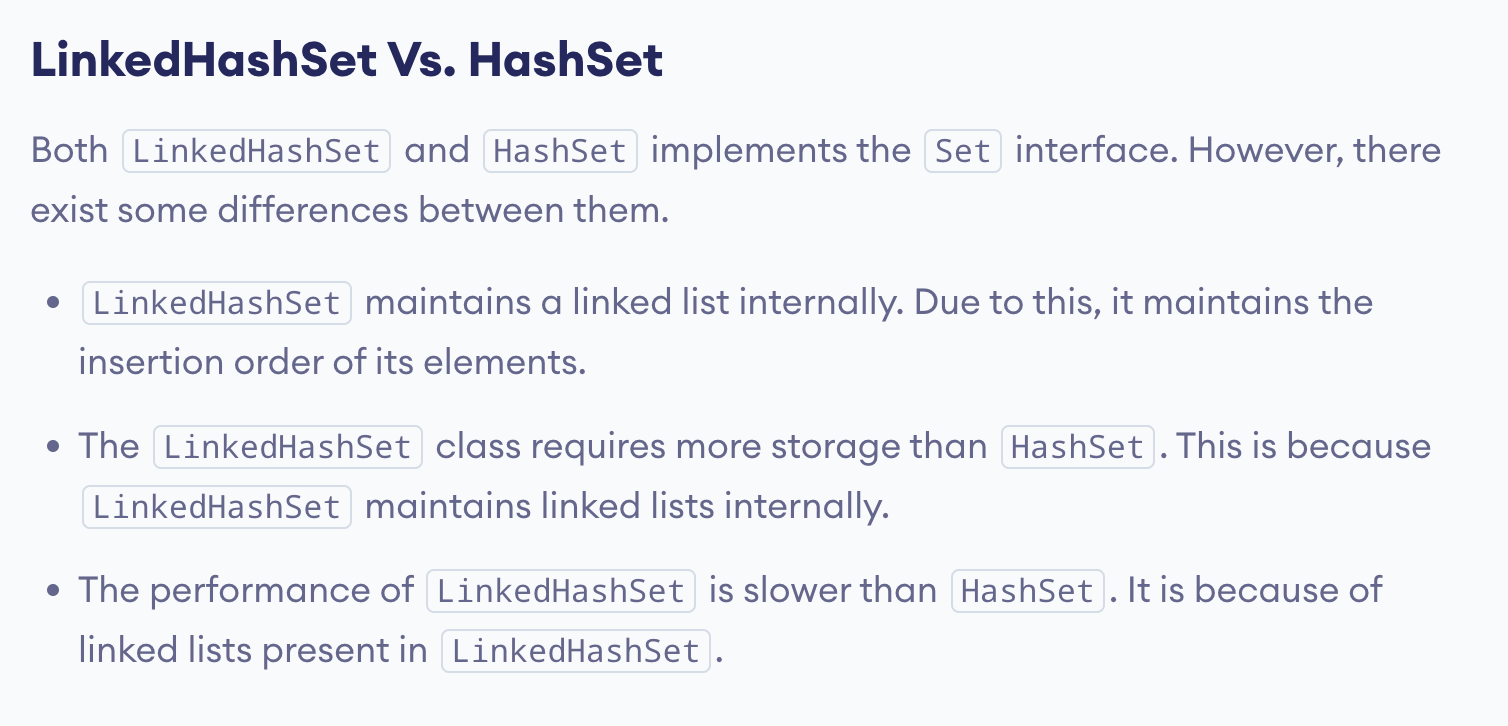 LinkedHashSet Vs. HashSet
Both LinkedHashSet and HashSet implements the Set interface. However, there
exist some differences between them.
• LinkedHashSet maintains a linked list internally. Due to this, it maintains the
insertion order of its elements.
• The LinkedHashSet class requires more storage than HashSet. This is because
LinkedHashSet maintains linked lists internally.
• The performance of LinkedHashSet is slower than HashSet. It is because of
linked lists present in LinkedHashSet.